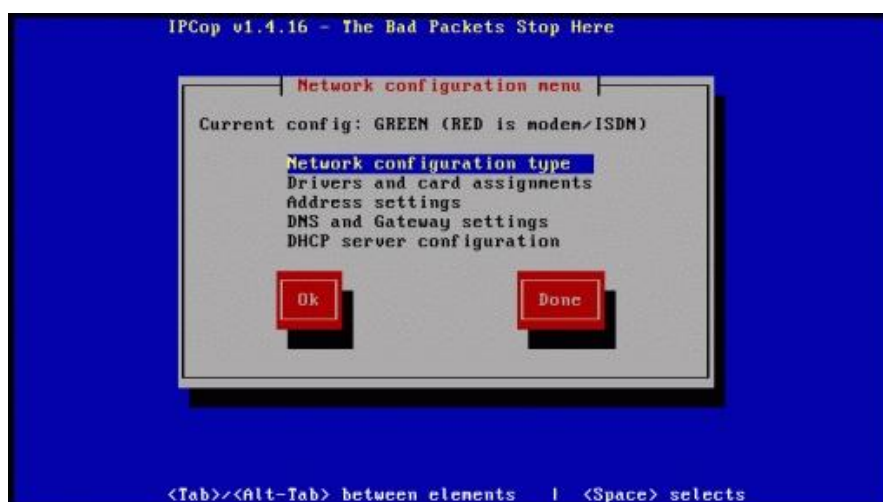 IPCop v1.4.16 - The Bad Packets Stop Here
Network configuration menu
Current config: GREEN (RED is modem/ISDN)
Network configuration type
Drivers and card assignments
Address settings
DNS and Gateway settings
DHCP server configuration
Ok Done
<Tab>/<Alt-Tab> between elements | <Space> selects